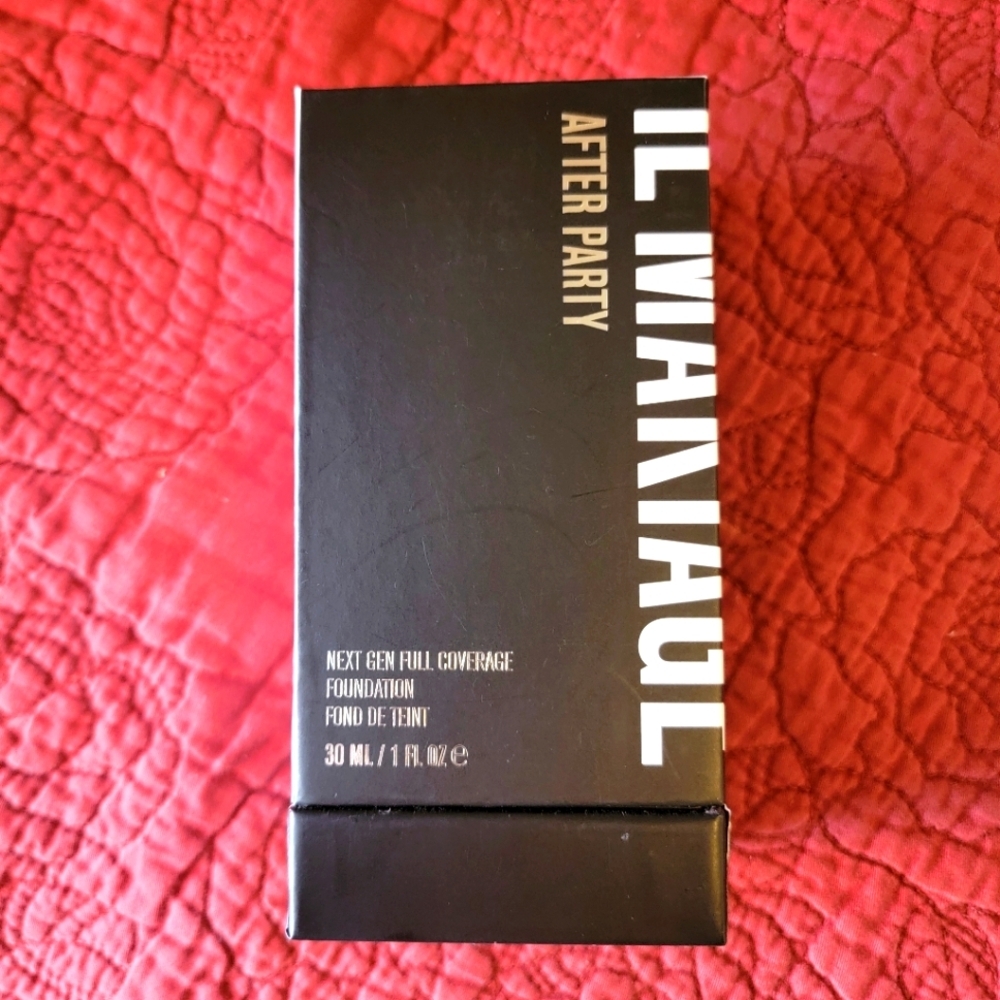 IL MAKIAGE
AFTER PARTY
NEXT GEN FULL COVERAGE
FOUNDATION
FOND DE TEINT
30 ML / 1 FL OZ ℮